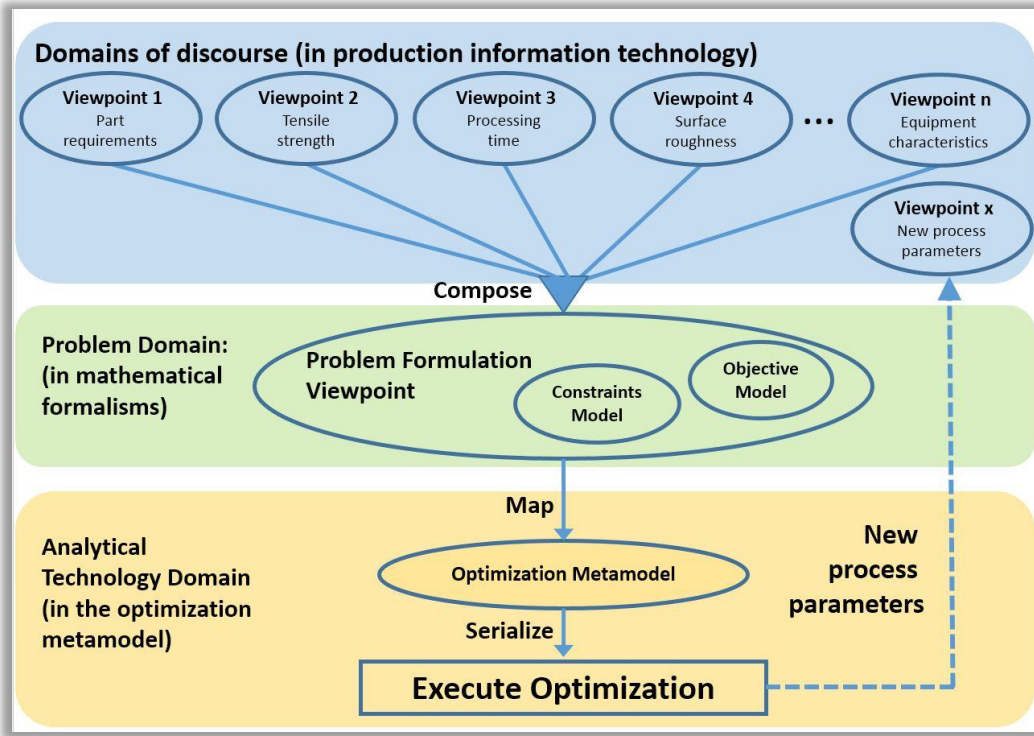 Domains of discourse (in production information technology)
Viewpoint 1
Part
requirements
Viewpoint 2
Tensile
strength
Viewpoint 3
Processing
time
Viewpoint 4
Surface
roughness
...
Viewpoint n
Equipment
characteristics
Viewpoint x
New process
parameters
Compose
Problem Domain:
(in mathematical
formalisms)
Problem Formulation
Viewpoint
Constraints
Model
Objective
Model
Map
Analytical
Technology Domain
(in the optimization
metamodel)
Optimization Metamodel
Serialize
Execute Optimization
New
process
parameters